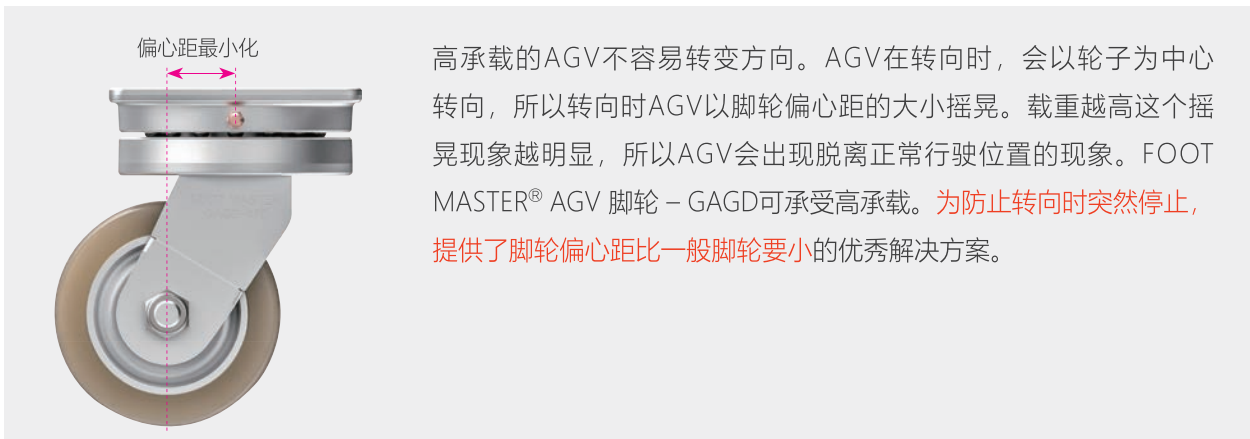 偏心距最小化
高承载的AGV不容易转变方向。AGV在转向时，会以轮子为中心
转向，所以转向时AGV以脚轮偏心距的大小摇晃。载重越高这个摇
晃现象越明显，所以AGV会出现脱离正常行驶位置的现象。FOOT
MASTER® AGV 脚轮 – GAGD可承受高承载。为防止转向时突然停止，
提供了脚轮偏心距比一般脚轮要小的优秀解决方案。